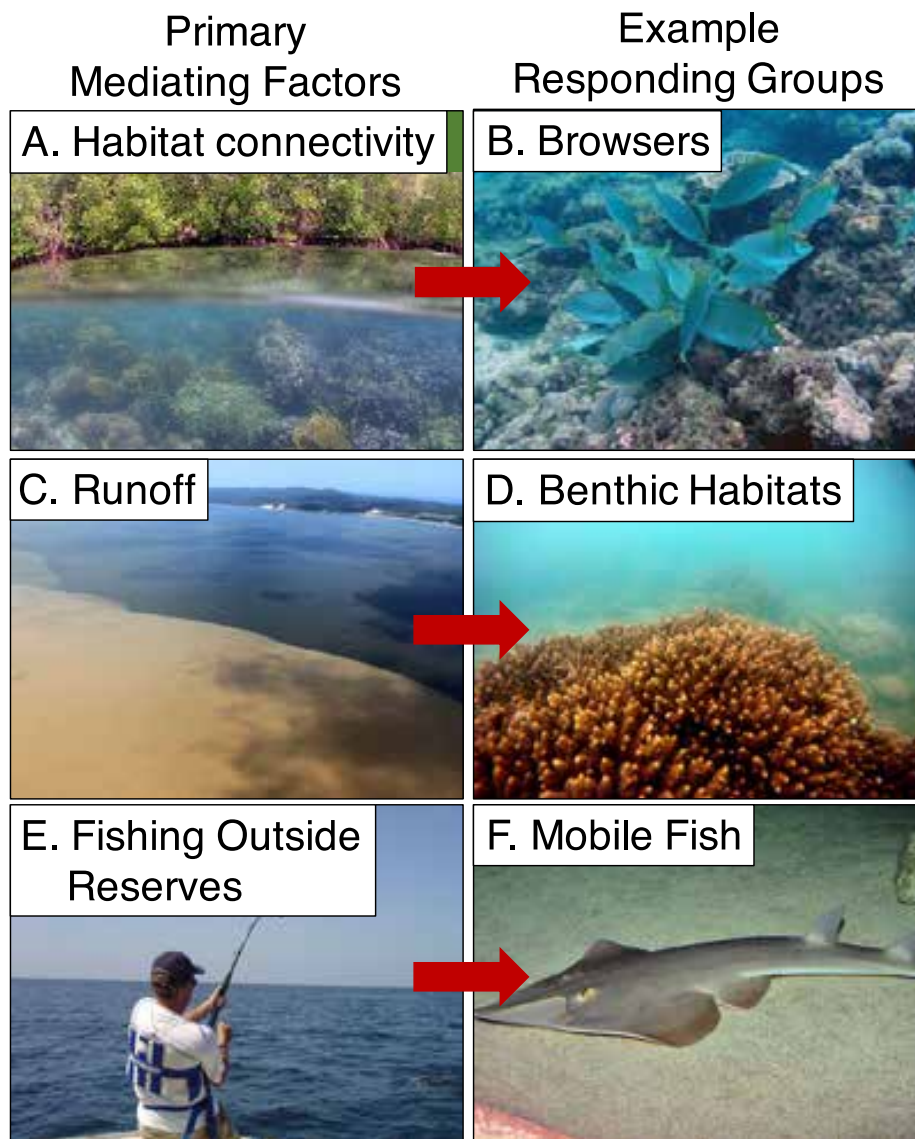 Primary
Mediating Factors
Example
Responding Groups
A. Habitat connectivity
B. Browsers
C. Runoff
D. Benthic Habitats
E. Fishing Outside
Reserves
F. Mobile Fish